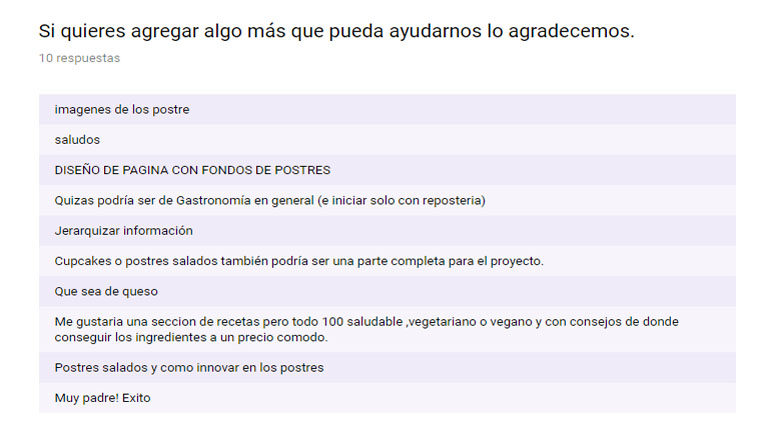 Si quieres agregar algo más que pueda ayudarnos lo agradecemos.
10 respuestas
imagenes de los postre
saludos
DISEÑO DE PAGINA CON FONDOS DE POSTRES
Quizas podría ser de Gastronomía en general (e iniciar solo con reposteria)
Jerarquizar información
Cupcakes o postres salados también podría ser una parte completa para el proyecto.
Que sea de queso
Me gustaria una seccion de recetas pero todo 100 saludable ,vegetariano o vegano y con consejos de donde
conseguir los ingredientes a un precio comodo.
Postres salados y como innovar en los postres
Muy padre! Exito